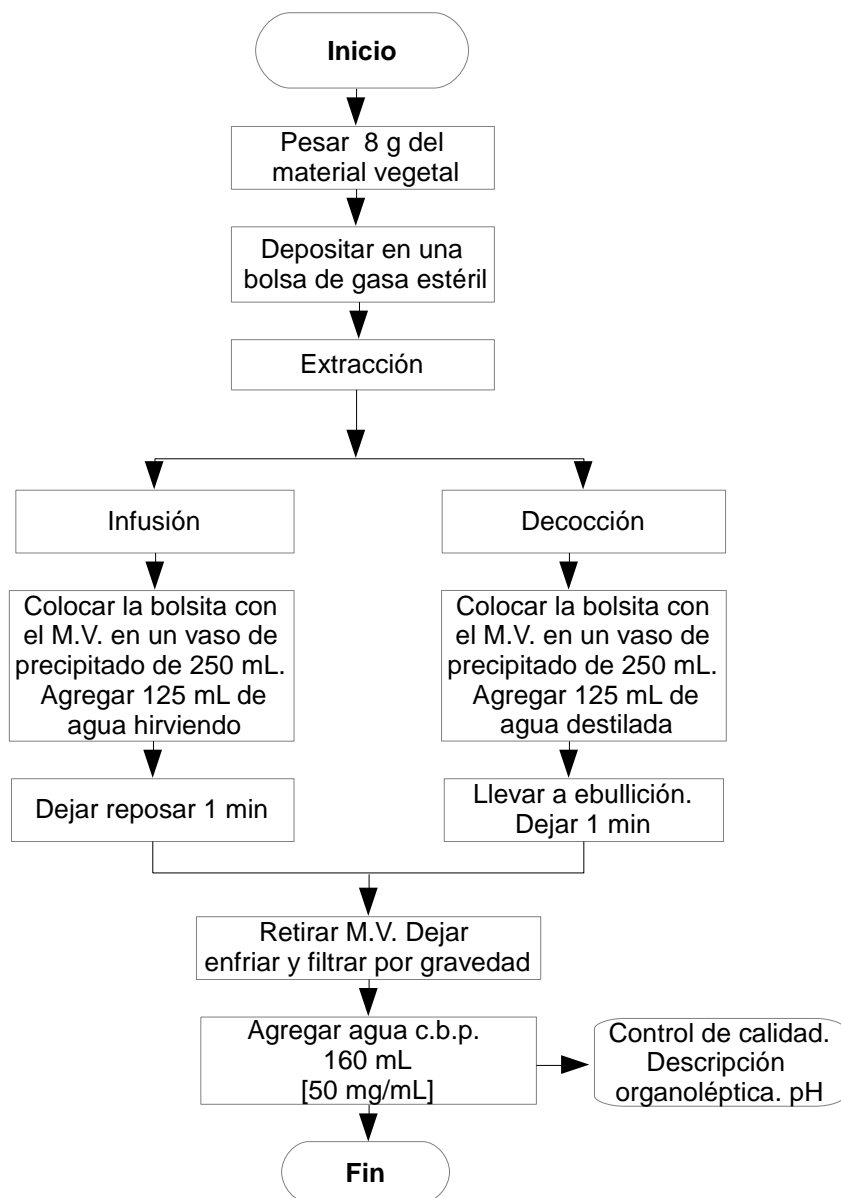 Inicio
Pesar 8 g del
material vegetal
Depositar en una
bolsa de gasa estéril
Extracción
Infusión
Decocción
Colocar la bolsita con
el M.V. en un vaso de
precipitado de 250 mL.
Agregar 125 mL de
agua hirviendo
Colocar la bolsita con
el M.V. en un vaso de
precipitado de 250 mL.
Agregar 125 mL de
agua destilada
Dejar reposar 1 min
Llevar a ebullición.
Dejar 1 min
Retirar M.V. Dejar
enfriar y filtrar por gravedad
Agregar agua c.b.p.
160 mL
[50 mg/mL]
Control de calidad.
Descripción
organoléptica. pH
Fin